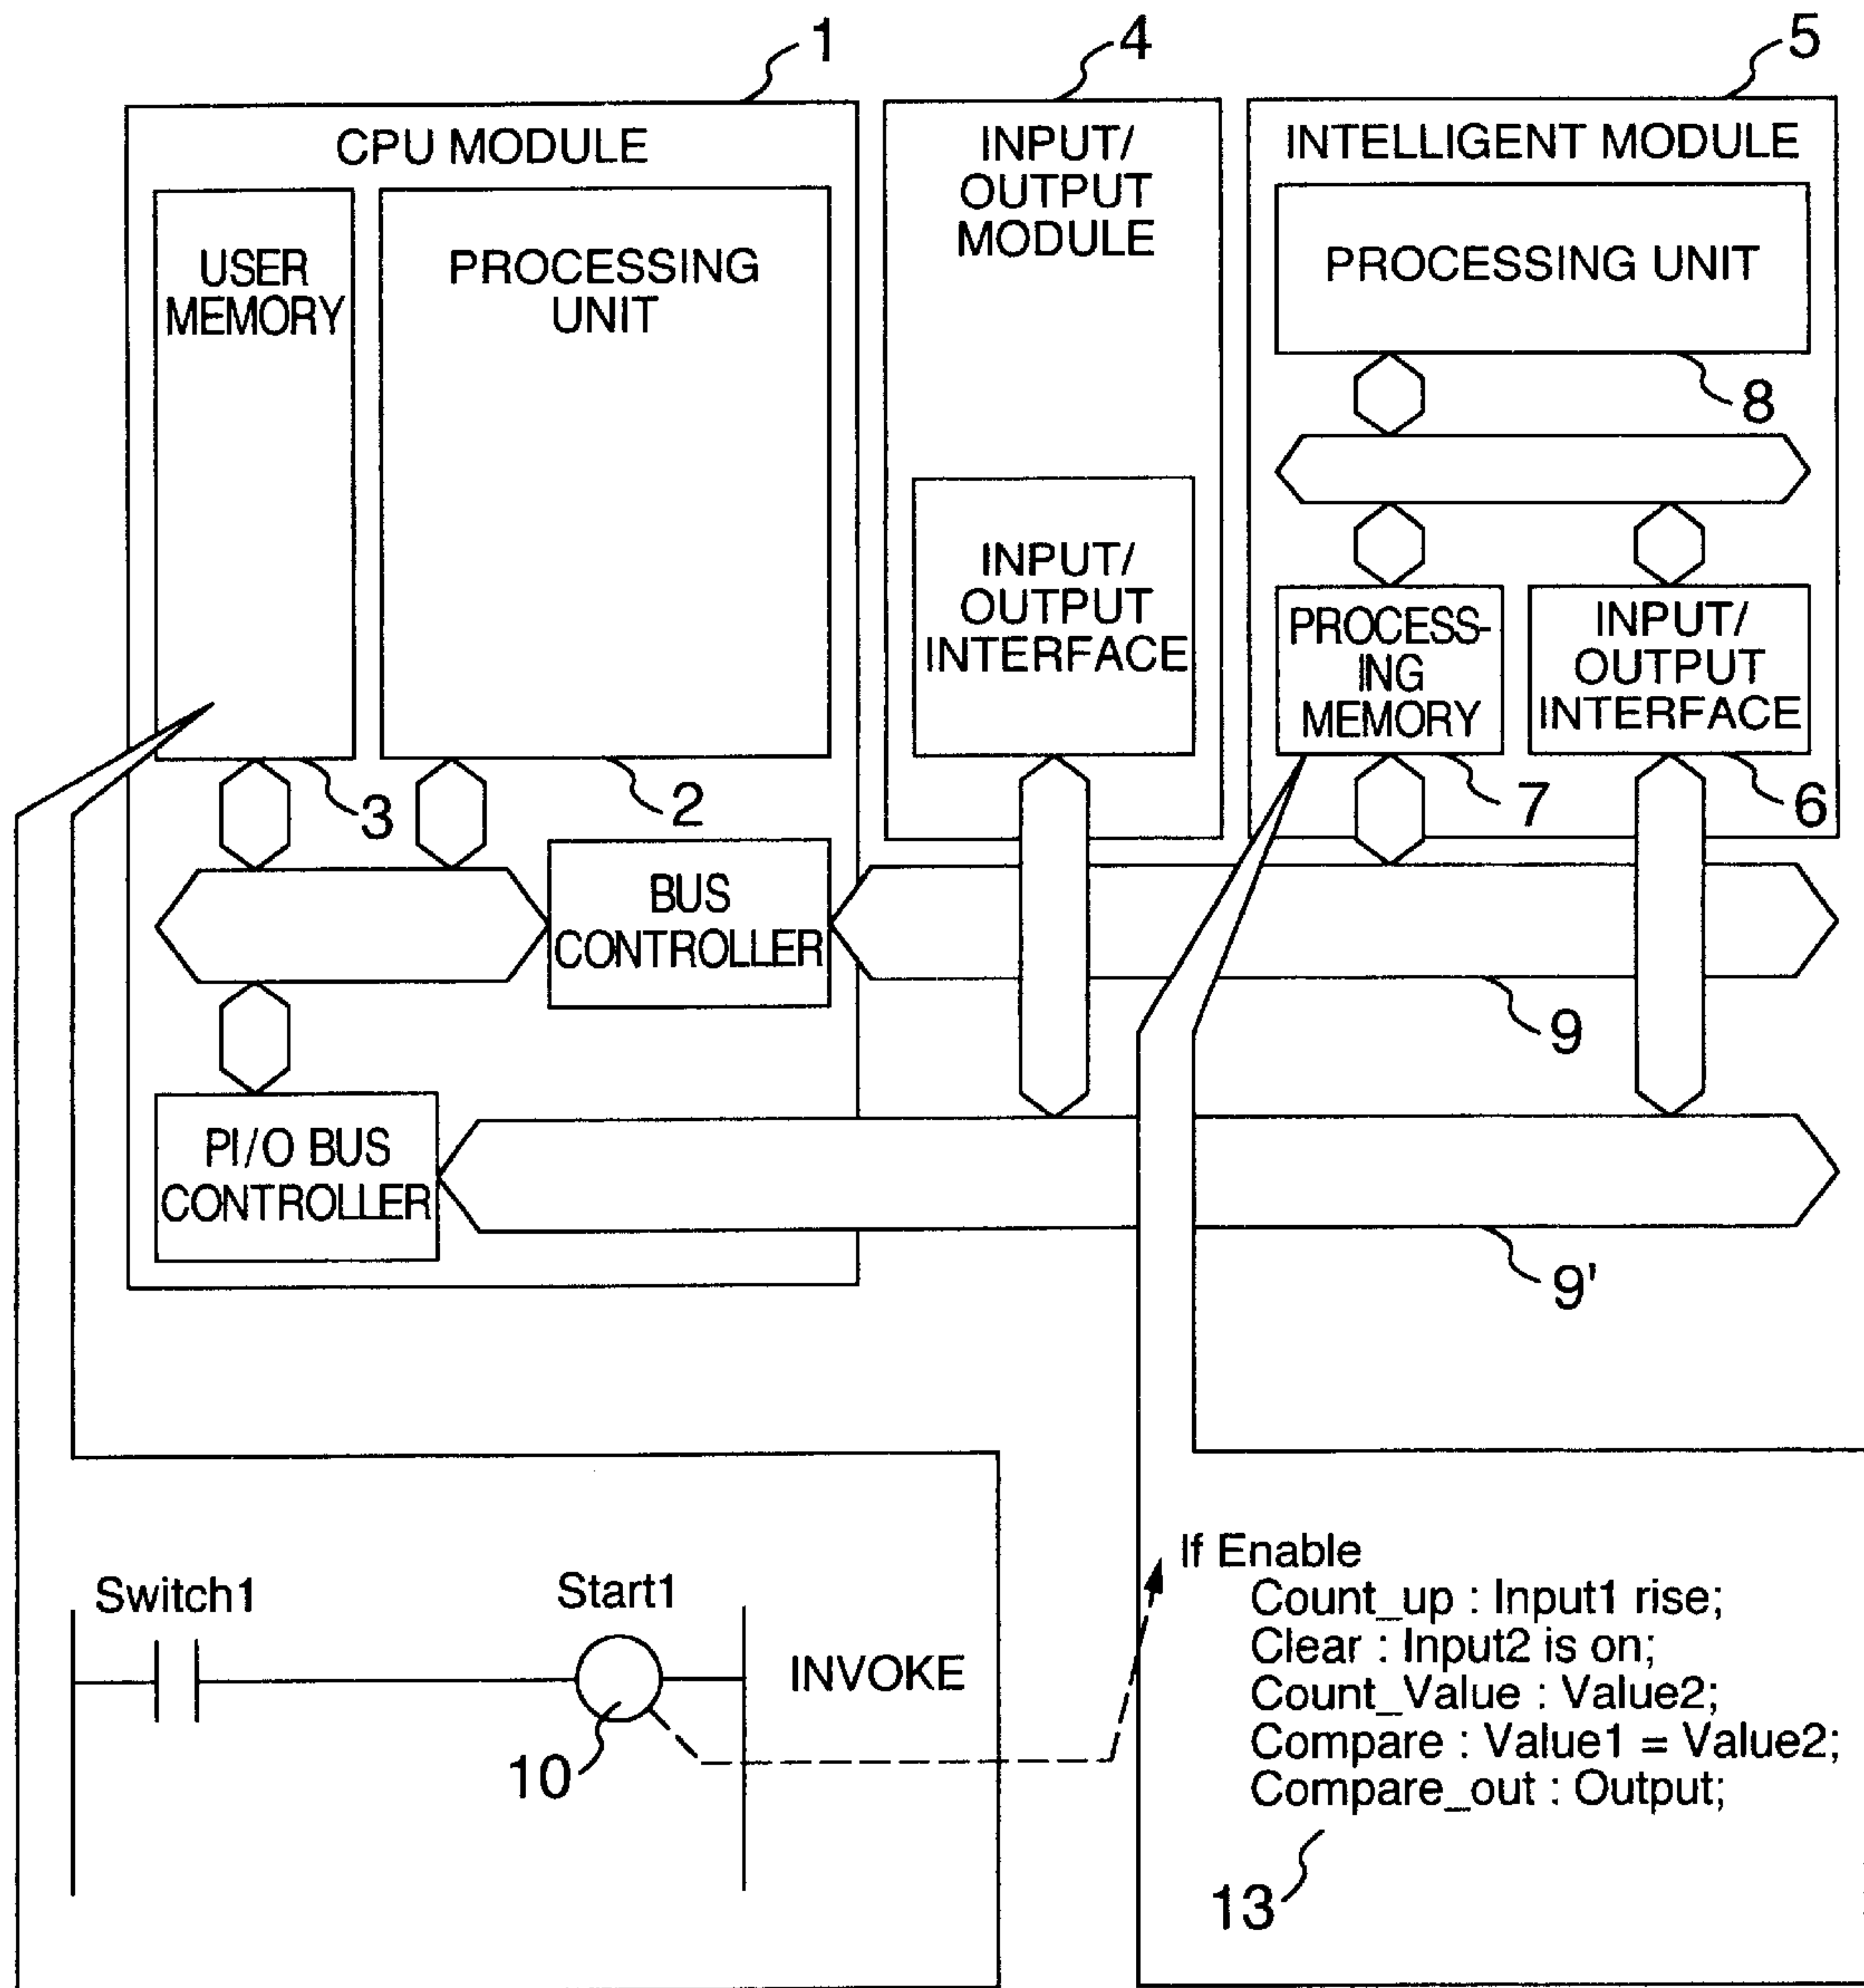 1
4
5
CPU MODULE
USER
MEMORY
PROCESSING
UNIT
3
2
BUS
CONTROLLER
PI/O BUS
CONTROLLER
INPUT/
OUTPUT
MODULE
INPUT/
OUTPUT
INTERFACE
INTELLIGENT MODULE
PROCESSING UNIT
8
PROCESS-
ING
MEMORY
7
INPUT/
OUTPUT
INTERFACE
6
9
9'
Switch1
Start1
INVOKE
10
If Enable
Count_up : Input1 rise;
Clear : Input2 is on;
Count_Value : Value2;
Compare : Value1 = Value2;
Compare_out : Output;
13